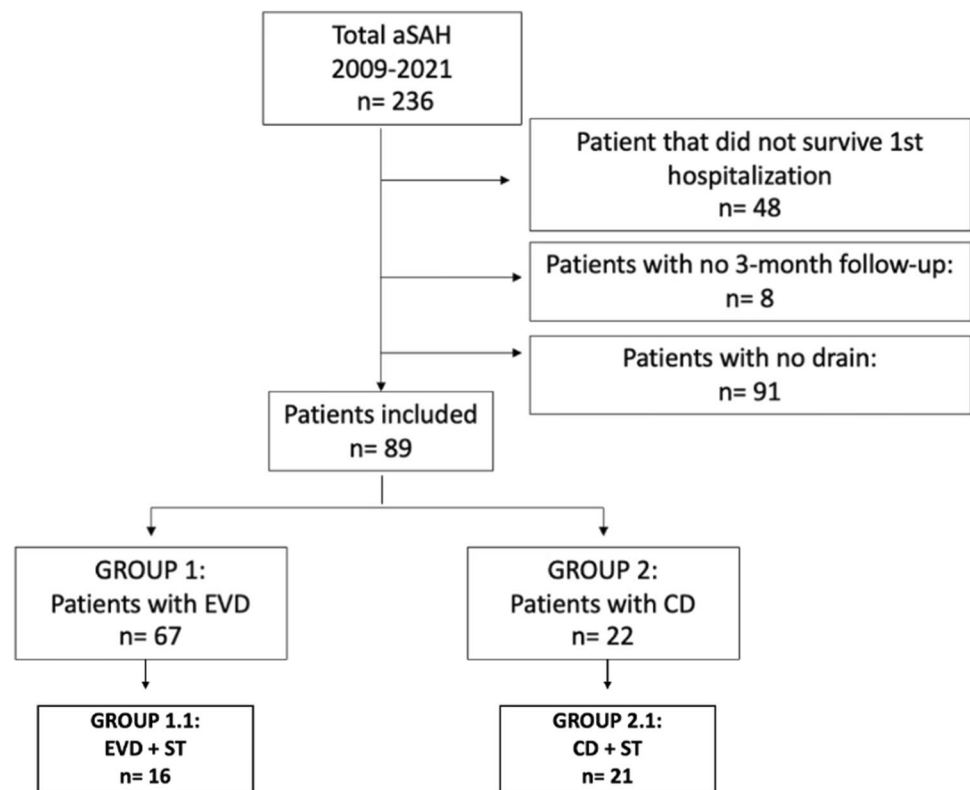 Total aSAH
2009-2021
n= 236
Patient that did not survive 1st
hospitalization
n= 48
Patients with no 3-month follow-up:
n= 8
Patients with no drain:
n= 91
Patients included
n= 89
GROUP 1:
Patients with EVD
n= 67
GROUP 2:
Patients with CD
n= 22
GROUP 1.1:
EVD + ST
n= 16
GROUP 2.1:
CD + ST
n= 21